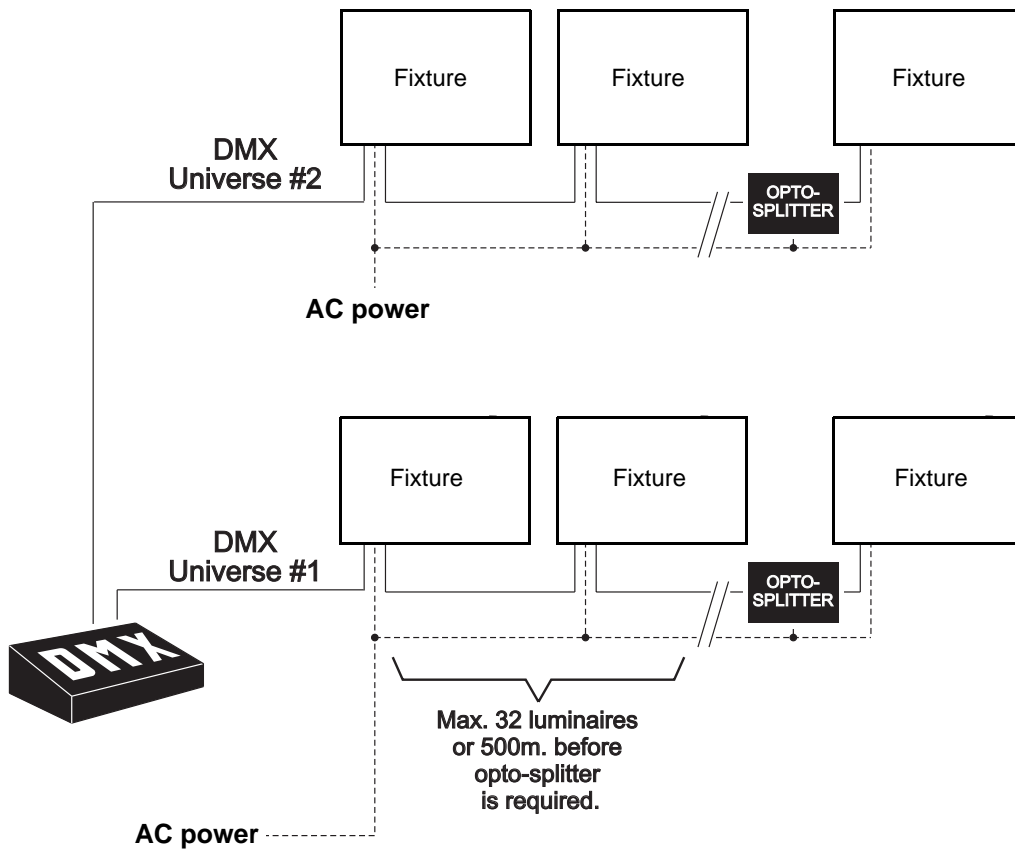 Fixture
Fixture
Fixture
DMX
Universe #2
OPTO-
SPLITTER
AC power
Fixture
Fixture
Fixture
DMX
Universe #1
OPTO-
SPLITTER
DMX
Max. 32 luminaires
or 500m. before
opto-splitter
is required.
AC power